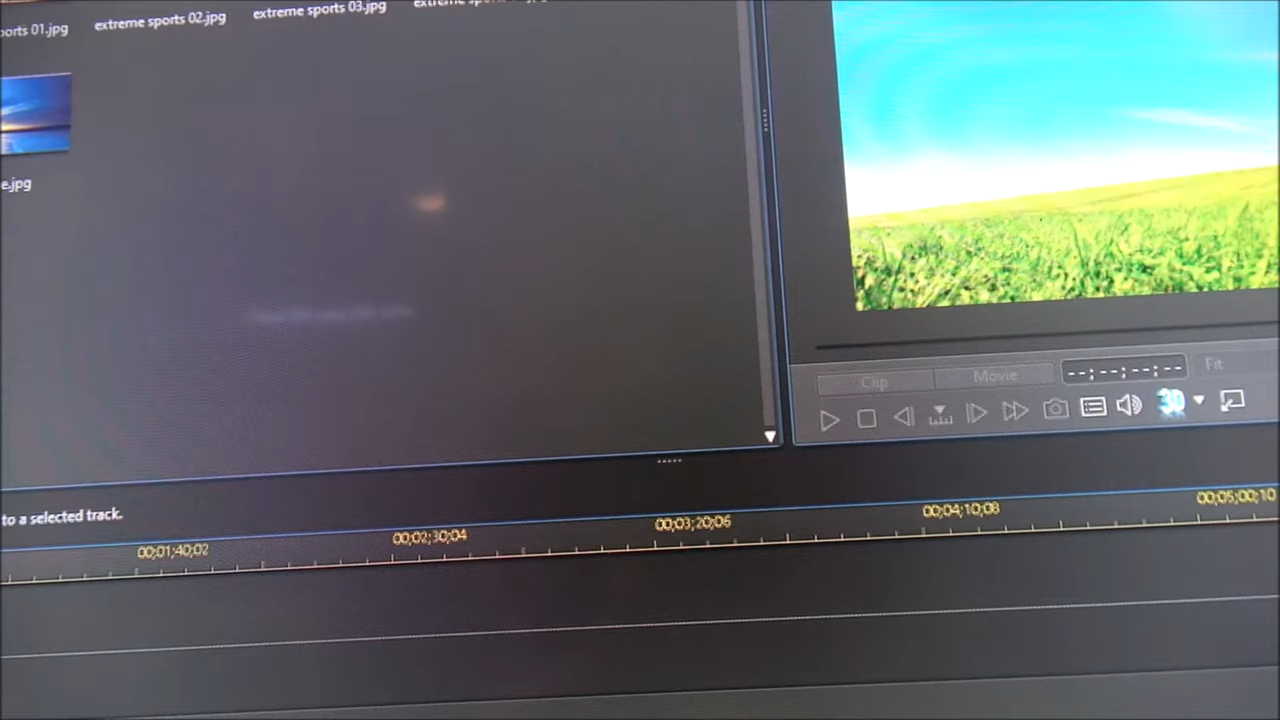 ports 01.jpg
extreme sports 02.jpg
extreme sports 03.jpg
e.jpg
Clip
Movie
--;--;--;--
Fit
3D
to a selected track.
00;01;40;02
00;02;30;04
00;03;20;06
00;04;10;08
00;05;00;10